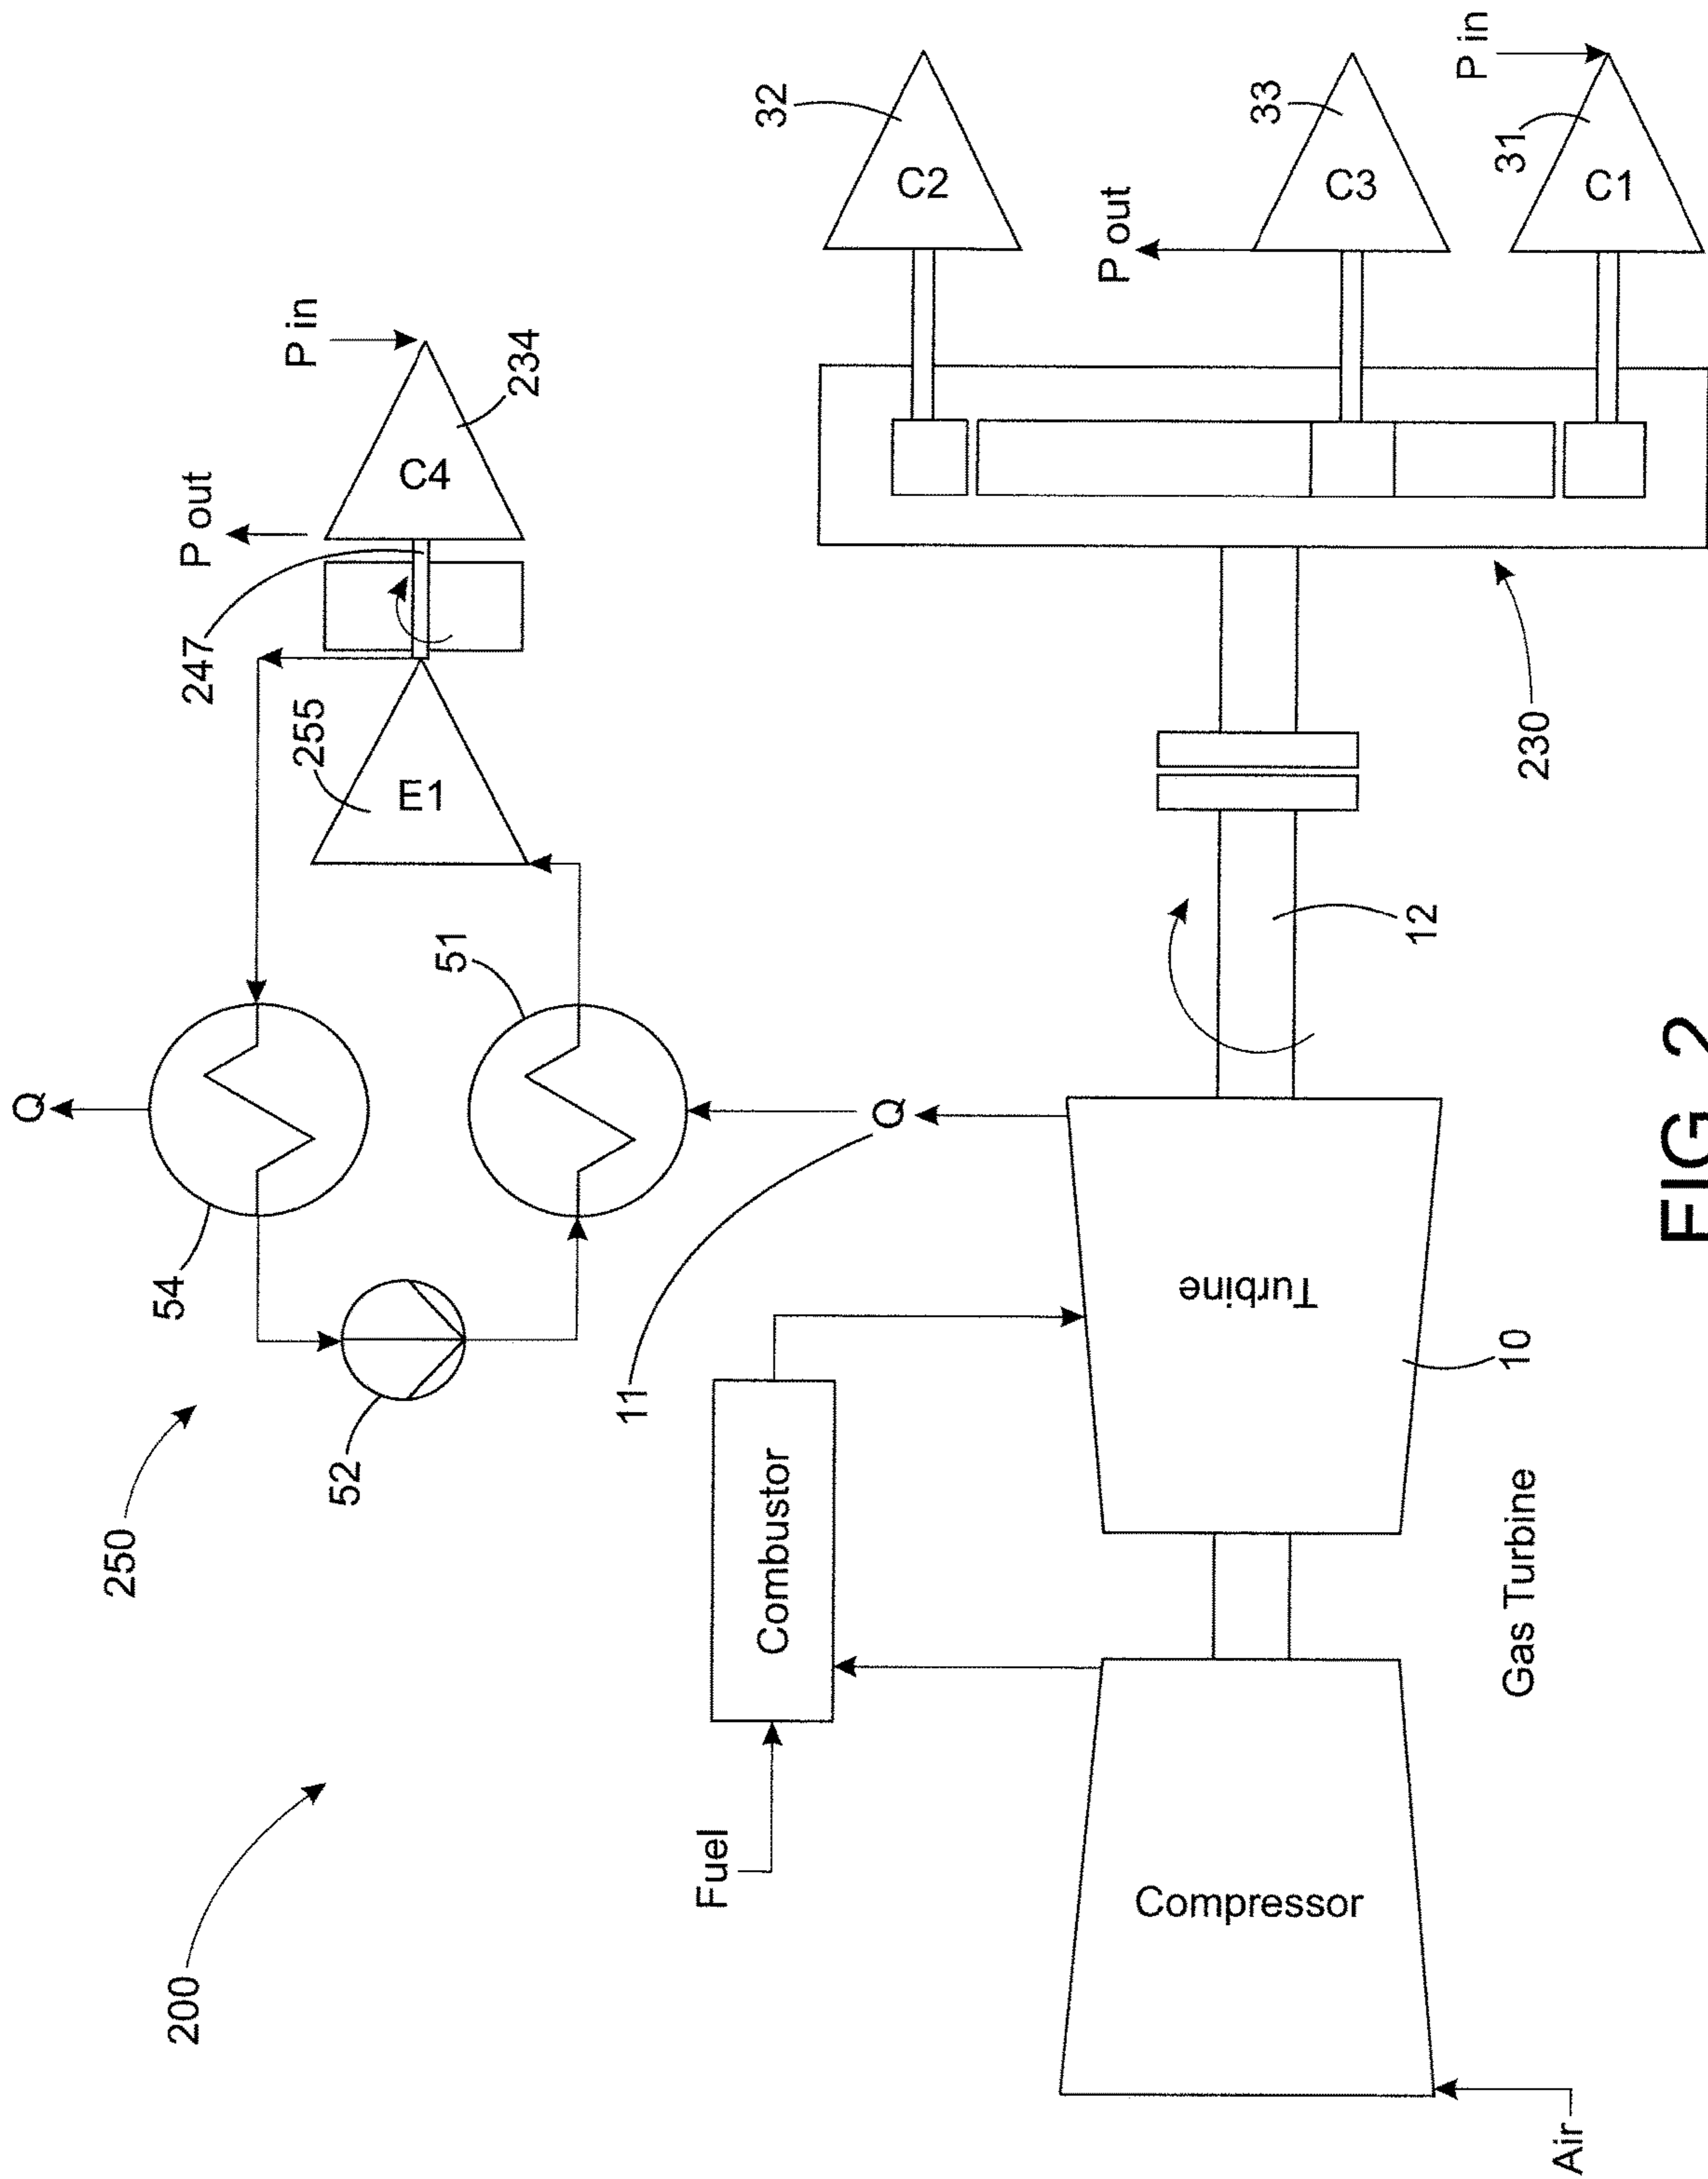 200
250
Q
54
52
51
247
255
E1
P out
P in
C4
234
11
Q
Fuel
Combustor
Air
Compressor
Turbine
10
Gas Turbine
12
230
32
C2
P out
33
C3
P in
31
C1
FIG. 2